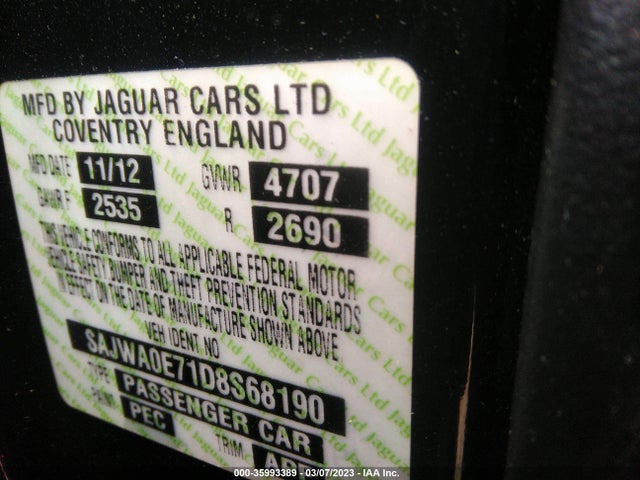 MFD BY JAGUAR CARS LTD
COVENTRY ENGLAND
MFD DATE 11/12 GVWR 4707
GAWR F 2535 R 2690
THIS VEHICLE CONFORMS TO ALL APPLICABLE FEDERAL MOTOR
VEHICLE SAFETY BUMPER AND THEFT PREVENTION STANDARDS
IN EFFECT ON THE DATE OF MANUFACTURE SHOWN ABOVE
VEH IDENT NO
SAJWA0E71D8S68190
TYPE PASSENGER CAR
PAINT PEC TRIM
000-35993389 - 03/07/2023 - IAA Inc.